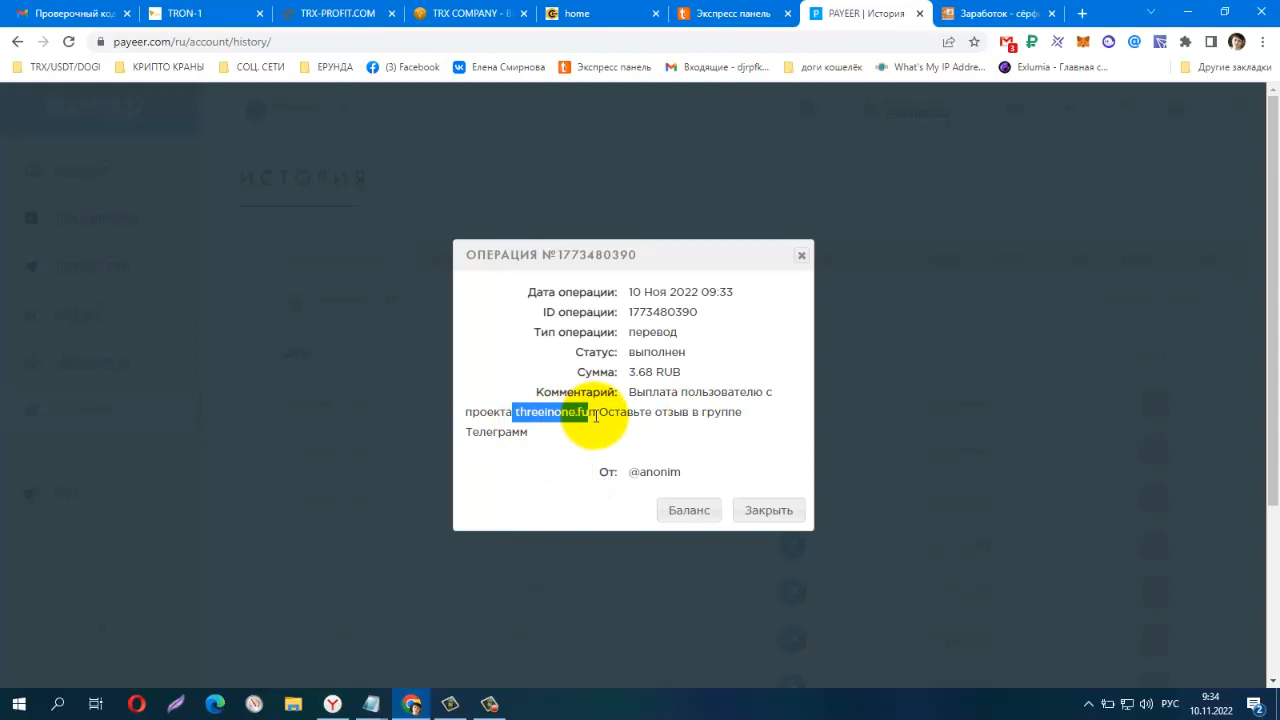 Проверочный код
TRON-1
TRX-PROFIT.COM
TRX COMPANY - В
home
Экспресс панель
PAYEER | История
Заработок - сёрф
payeer.com/ru/account/history/
3
TRX/USDT/DOGI
КРИПТО КРАНЫ
СОЦ. СЕТИ
ЕРУНДА
(3) Facebook
Елена Смирнова
Экспресс панель
Входящие - djrpfk...
доги кошелёк
What's My IP Addre...
Exlumia - Главная с...
Другие закладки
ИСТОРИЯ
ОПЕРАЦИЯ №1773480390
Дата операции: 10 Ноя 2022 09:33
ID операции: 1773480390
Тип операции: перевод
Статус: выполнен
Сумма: 3.68 RUB
Комментарий: Выплата пользователю с
проекта threeinone.fun Оставьте отзыв в группе
Телеграмм
От: @anonim
Баланс
Закрыть
РУС
9:34
10.11.2022
2